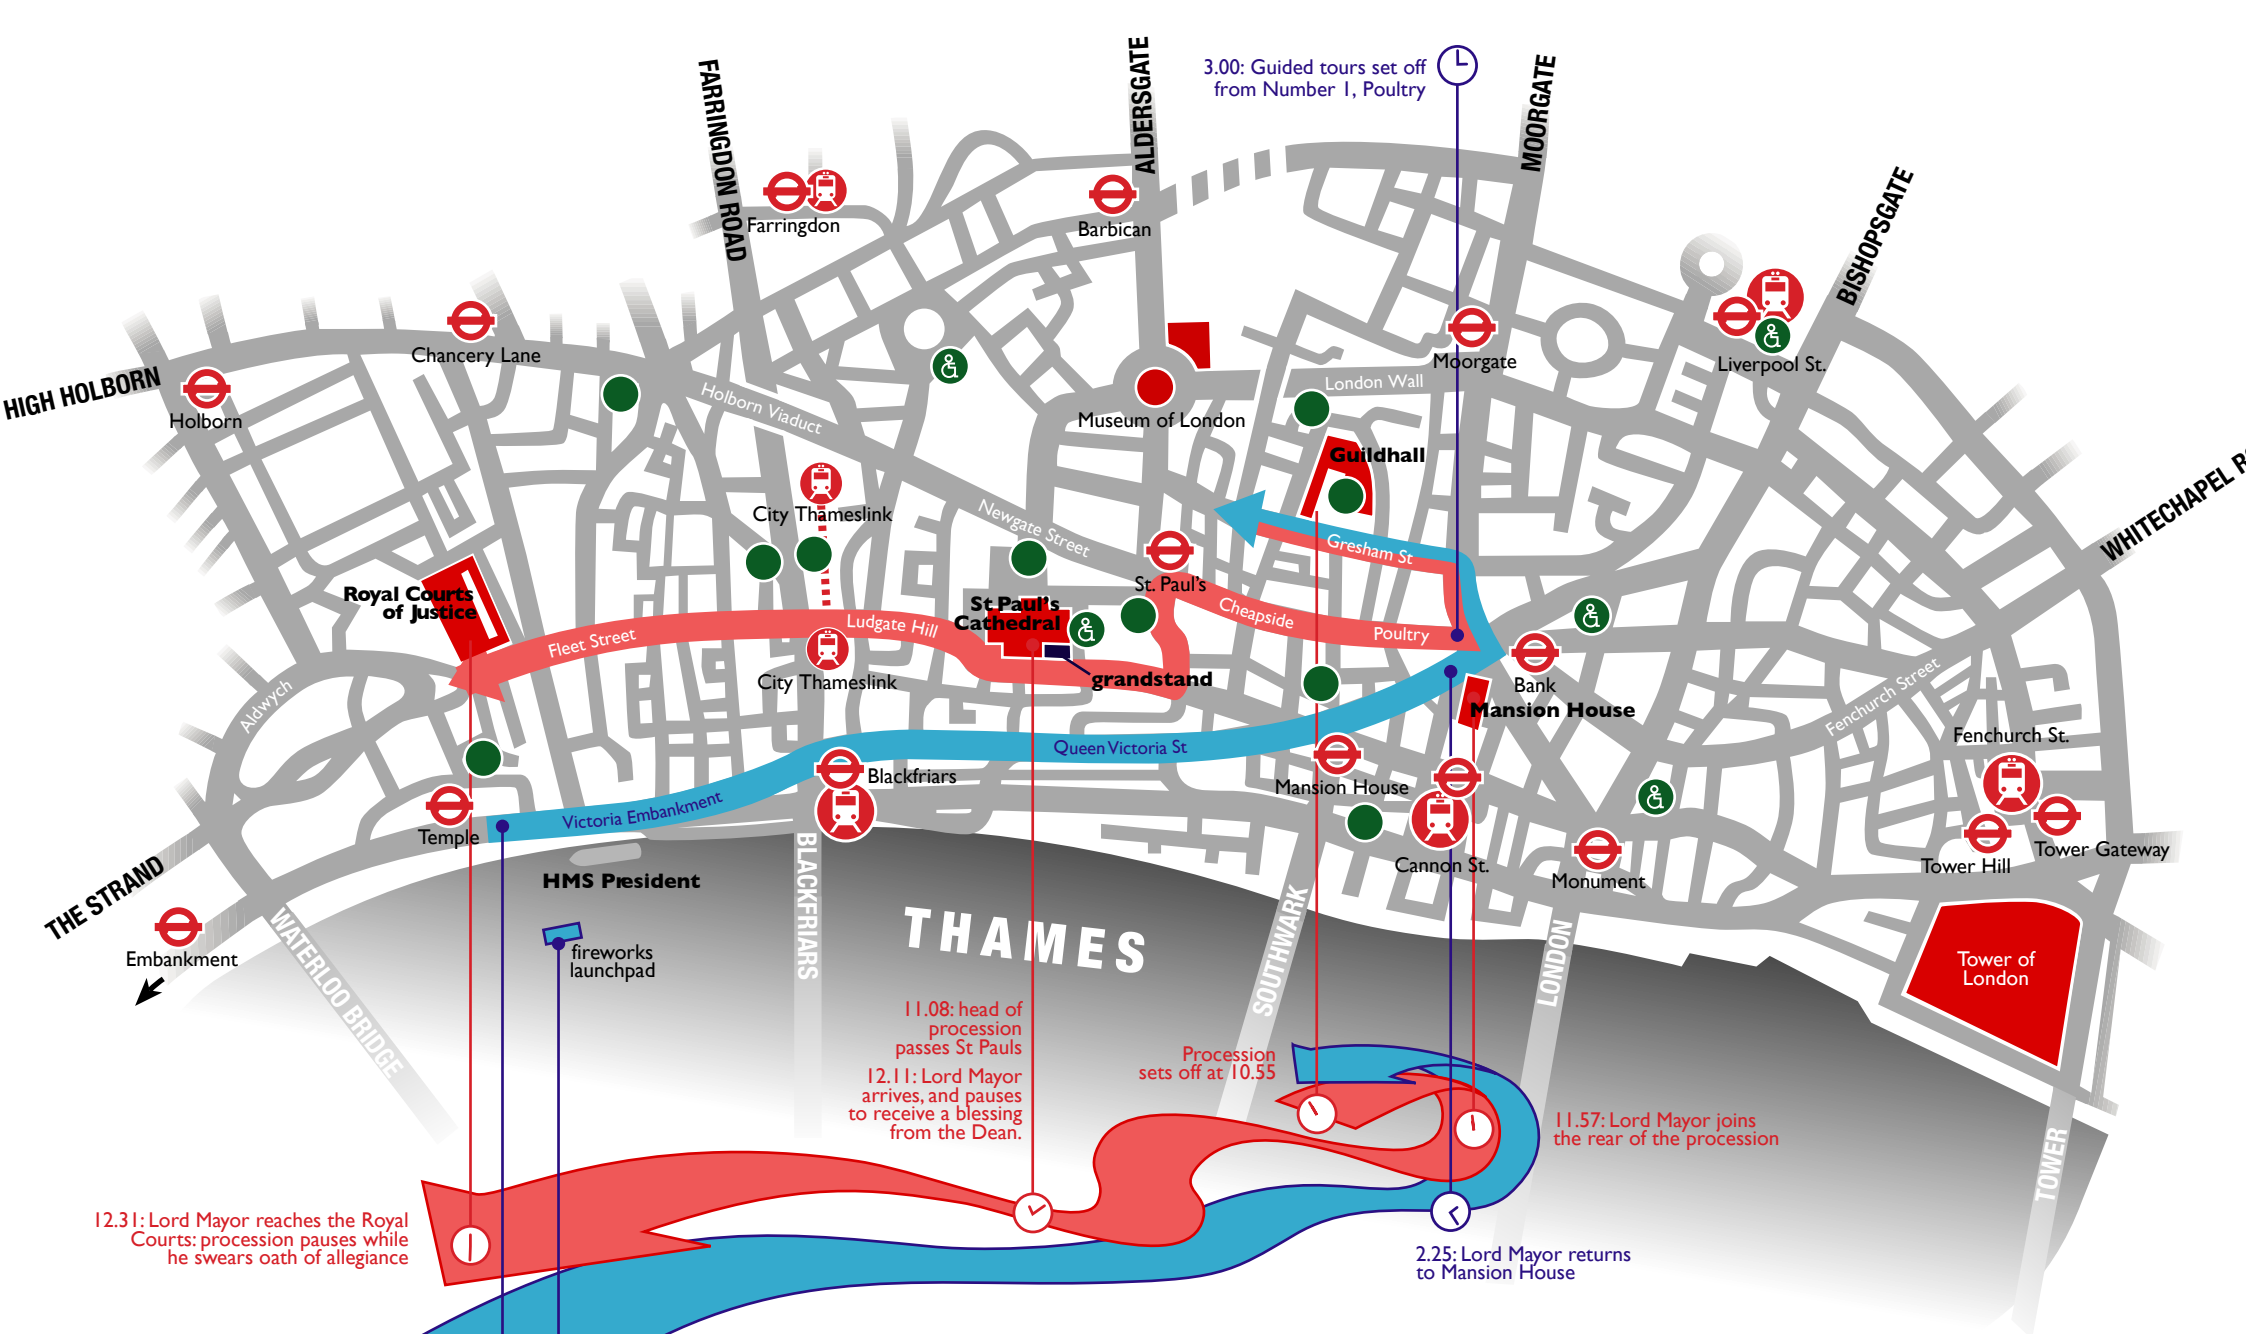 FARRINGDON ROAD
ALDERSGATE
3.00: Guided tours set off
from Number 1, Poultry
MOORGATE
BISHOPSGATE
Farringdon
Barbican
Chancery Lane
Moorgate
Liverpool St.
HIGH HOLBORN
Holborn
Holborn Viaduct
London Wall
Museum of London
Guildhall
WHITECHAPEL
City Thameslink
Newgate Street
Gresham St
Royal Courts
of Justice
St. Paul's
St Paul's
Cathedral
Cheapside
Poultry
Fleet Street
Ludgate Hill
City Thameslink
grandstand
Bank
Mansion House
Aldwych
Fenchurch Street
Fenchurch St.
Queen Victoria St
Blackfriars
Mansion House
Victoria Embankment
Temple
Cannon St.
Monument
Tower Hill
Tower Gateway
HMS President
THE STRAND
Embankment
WATERLOO BRIDGE
BLACKFRIARS
THAMES
SOUTHWARK
LONDON
fireworks
launchpad
Tower of
London
TOWER
11.08: head of
procession
passes St Pauls
12.11: Lord Mayor
arrives, and pauses
to receive a blessing
from the Dean.
Procession
sets off at 10.55
11.57: Lord Mayor joins
the rear of the procession
12.31: Lord Mayor reaches the Royal
Courts: procession pauses while
he swears oath of allegiance
2.25: Lord Mayor returns
to Mansion House